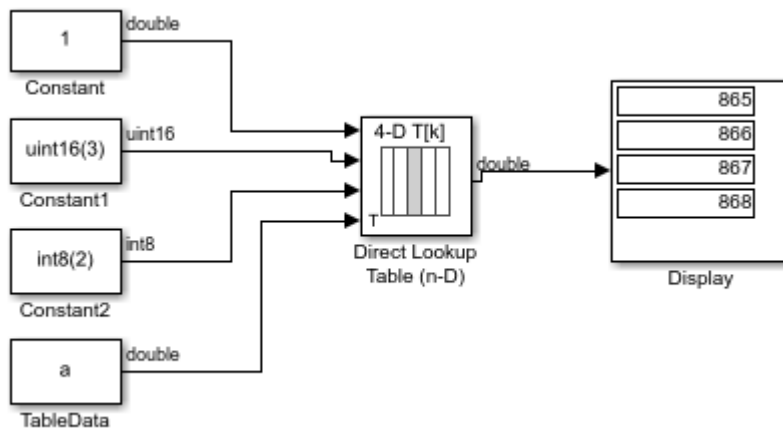 double
1
Constant
uint16
uint16(3)
Constant1
int8
int8(2)
Constant2
double
a
TableData
4-D T[k]
T
Direct Lookup
Table (n-D)
double
865
866
867
868
Display